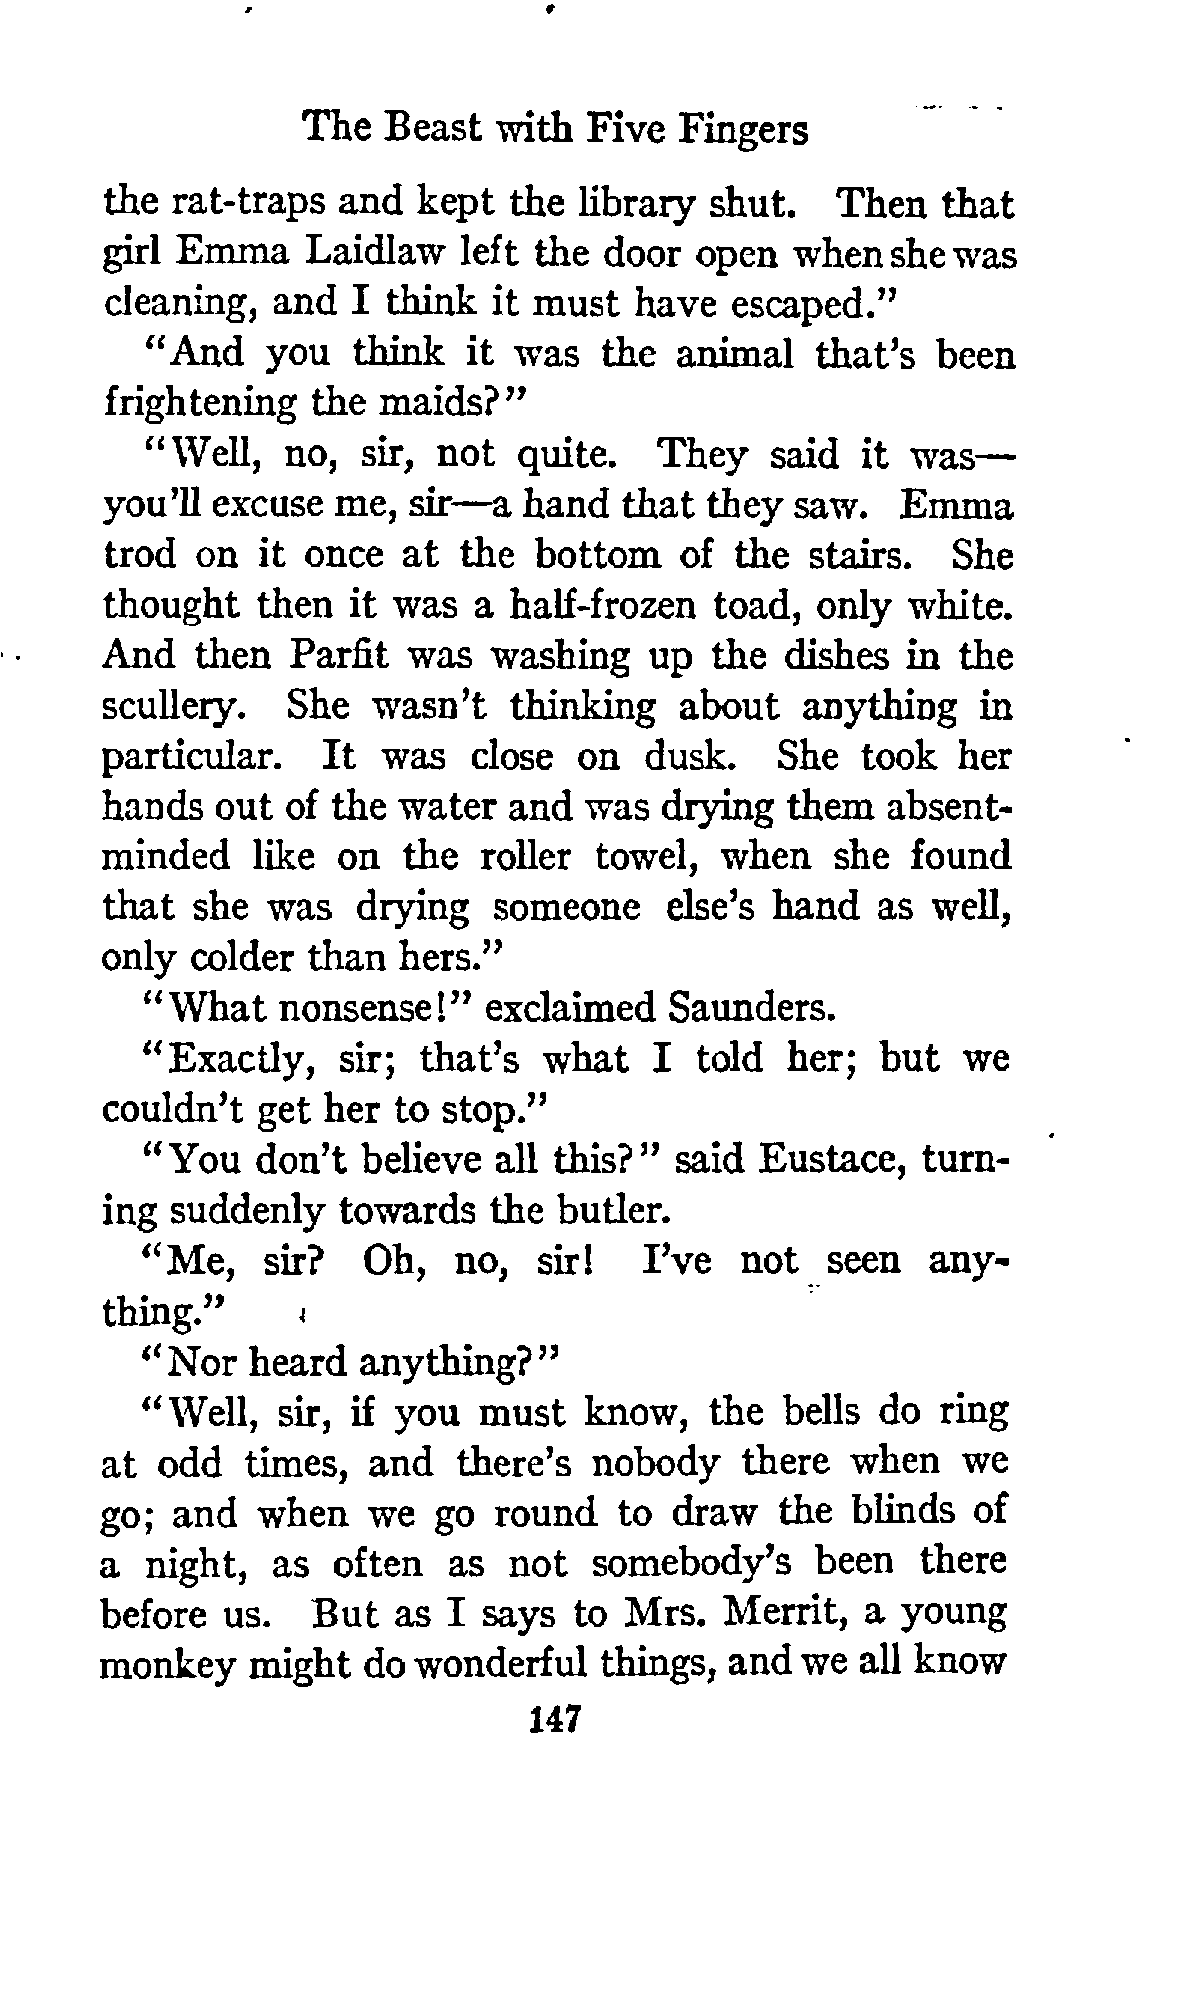 The Beast with Five Fingers
the rat-traps and kept the library shut. Then that
girl Emma Laidlaw left the door open when she was
cleaning, and I think it must have escaped."
"And you think it was the animal that's been
frightening the maids?"
"Well, no, sir, not quite. They said it was—
you'll excuse me, sir—a hand that they saw. Emma
trod on it once at the bottom of the stairs. She
thought then it was a half-frozen toad, only white.
And then Parfit was washing up the dishes in the
scullery. She wasn't thinking about anything in
particular. It was close on dusk. She took her
hands out of the water and was drying them absent-
minded like on the roller towel, when she found
that she was drying someone else's hand as well,
only colder than hers."
"What nonsense!" exclaimed Saunders.
"Exactly, sir; that's what I told her; but we
couldn't get her to stop."
"You don't believe all this?" said Eustace, turn-
ing suddenly towards the butler.
"Me, sir? Oh, no, sir! I've not seen any-
thing."
"Nor heard anything?"
"Well, sir, if you must know, the bells do ring
at odd times, and there's nobody there when we
go; and when we go round to draw the blinds of
a night, as often as not somebody's been there
before us. But as I says to Mrs. Merrit, a young
monkey might do wonderful things, and we all know
147